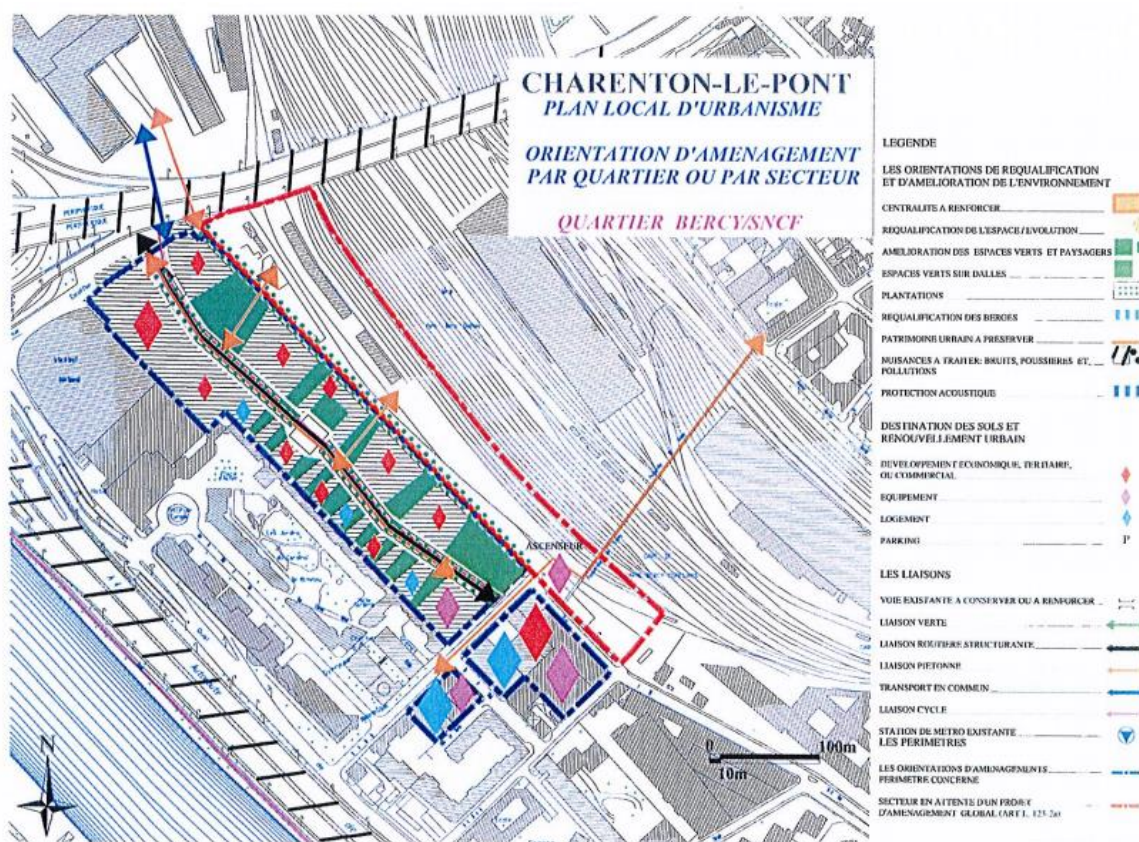 CHARENTON-LE-PONT
PLAN LOCAL D'URBANISME
ORIENTATION D'AMENAGEMENT
PAR QUARTIER OU PAR SECTEUR
QUARTIER BERCY/SNCF
PERIPHERIQUE
ASCENSEUR
N
0 100m
10m
LEGENDE
LES ORIENTATIONS DE REQUALIFICATION
ET D'AMELIORATION DE L'ENVIRONNEMENT
CENTRALITE A RENFORCER
REQUALIFICATION DE L'ESPACE / EVOLUTION
AMELIORATION DES ESPACES VERTS ET PAYSAGERS
ESPACES VERTS SUR DALLES
PLANTATIONS
REQUALIFICATION DES BERGES
PATRIMOINE URBAIN A PRESERVER
NUISANCES A TRAITER: BRUITS, POUSSIERES ET,
POLLUTIONS
PROTECTION ACOUSTIQUE
DESTINATION DES SOLS ET
RENOUVELLEMENT URBAIN
DEVELOPPEMENT ECONOMIQUE, TERTIAIRE,
OU COMMERCIAL
EQUIPEMENT
LOGEMENT
PARKING P
LES LIAISONS
VOIE EXISTANTE A CONSERVER OU A RENFORCER
LIAISON VERTE
LIAISON ROUTIERE STRUCTURANTE
LIAISON PIETONNE
TRANSPORT EN COMMUN
LIAISON CYCLE
STATION DE METRO EXISTANTE
LES PERIMETRES
LES ORIENTATIONS D'AMENAGEMENTS
PERIMETRE CONCERNE
SECTEUR EN ATTENTE D'UN PROJET
D'AMENAGEMENT GLOBAL (ART L. 123-2a)